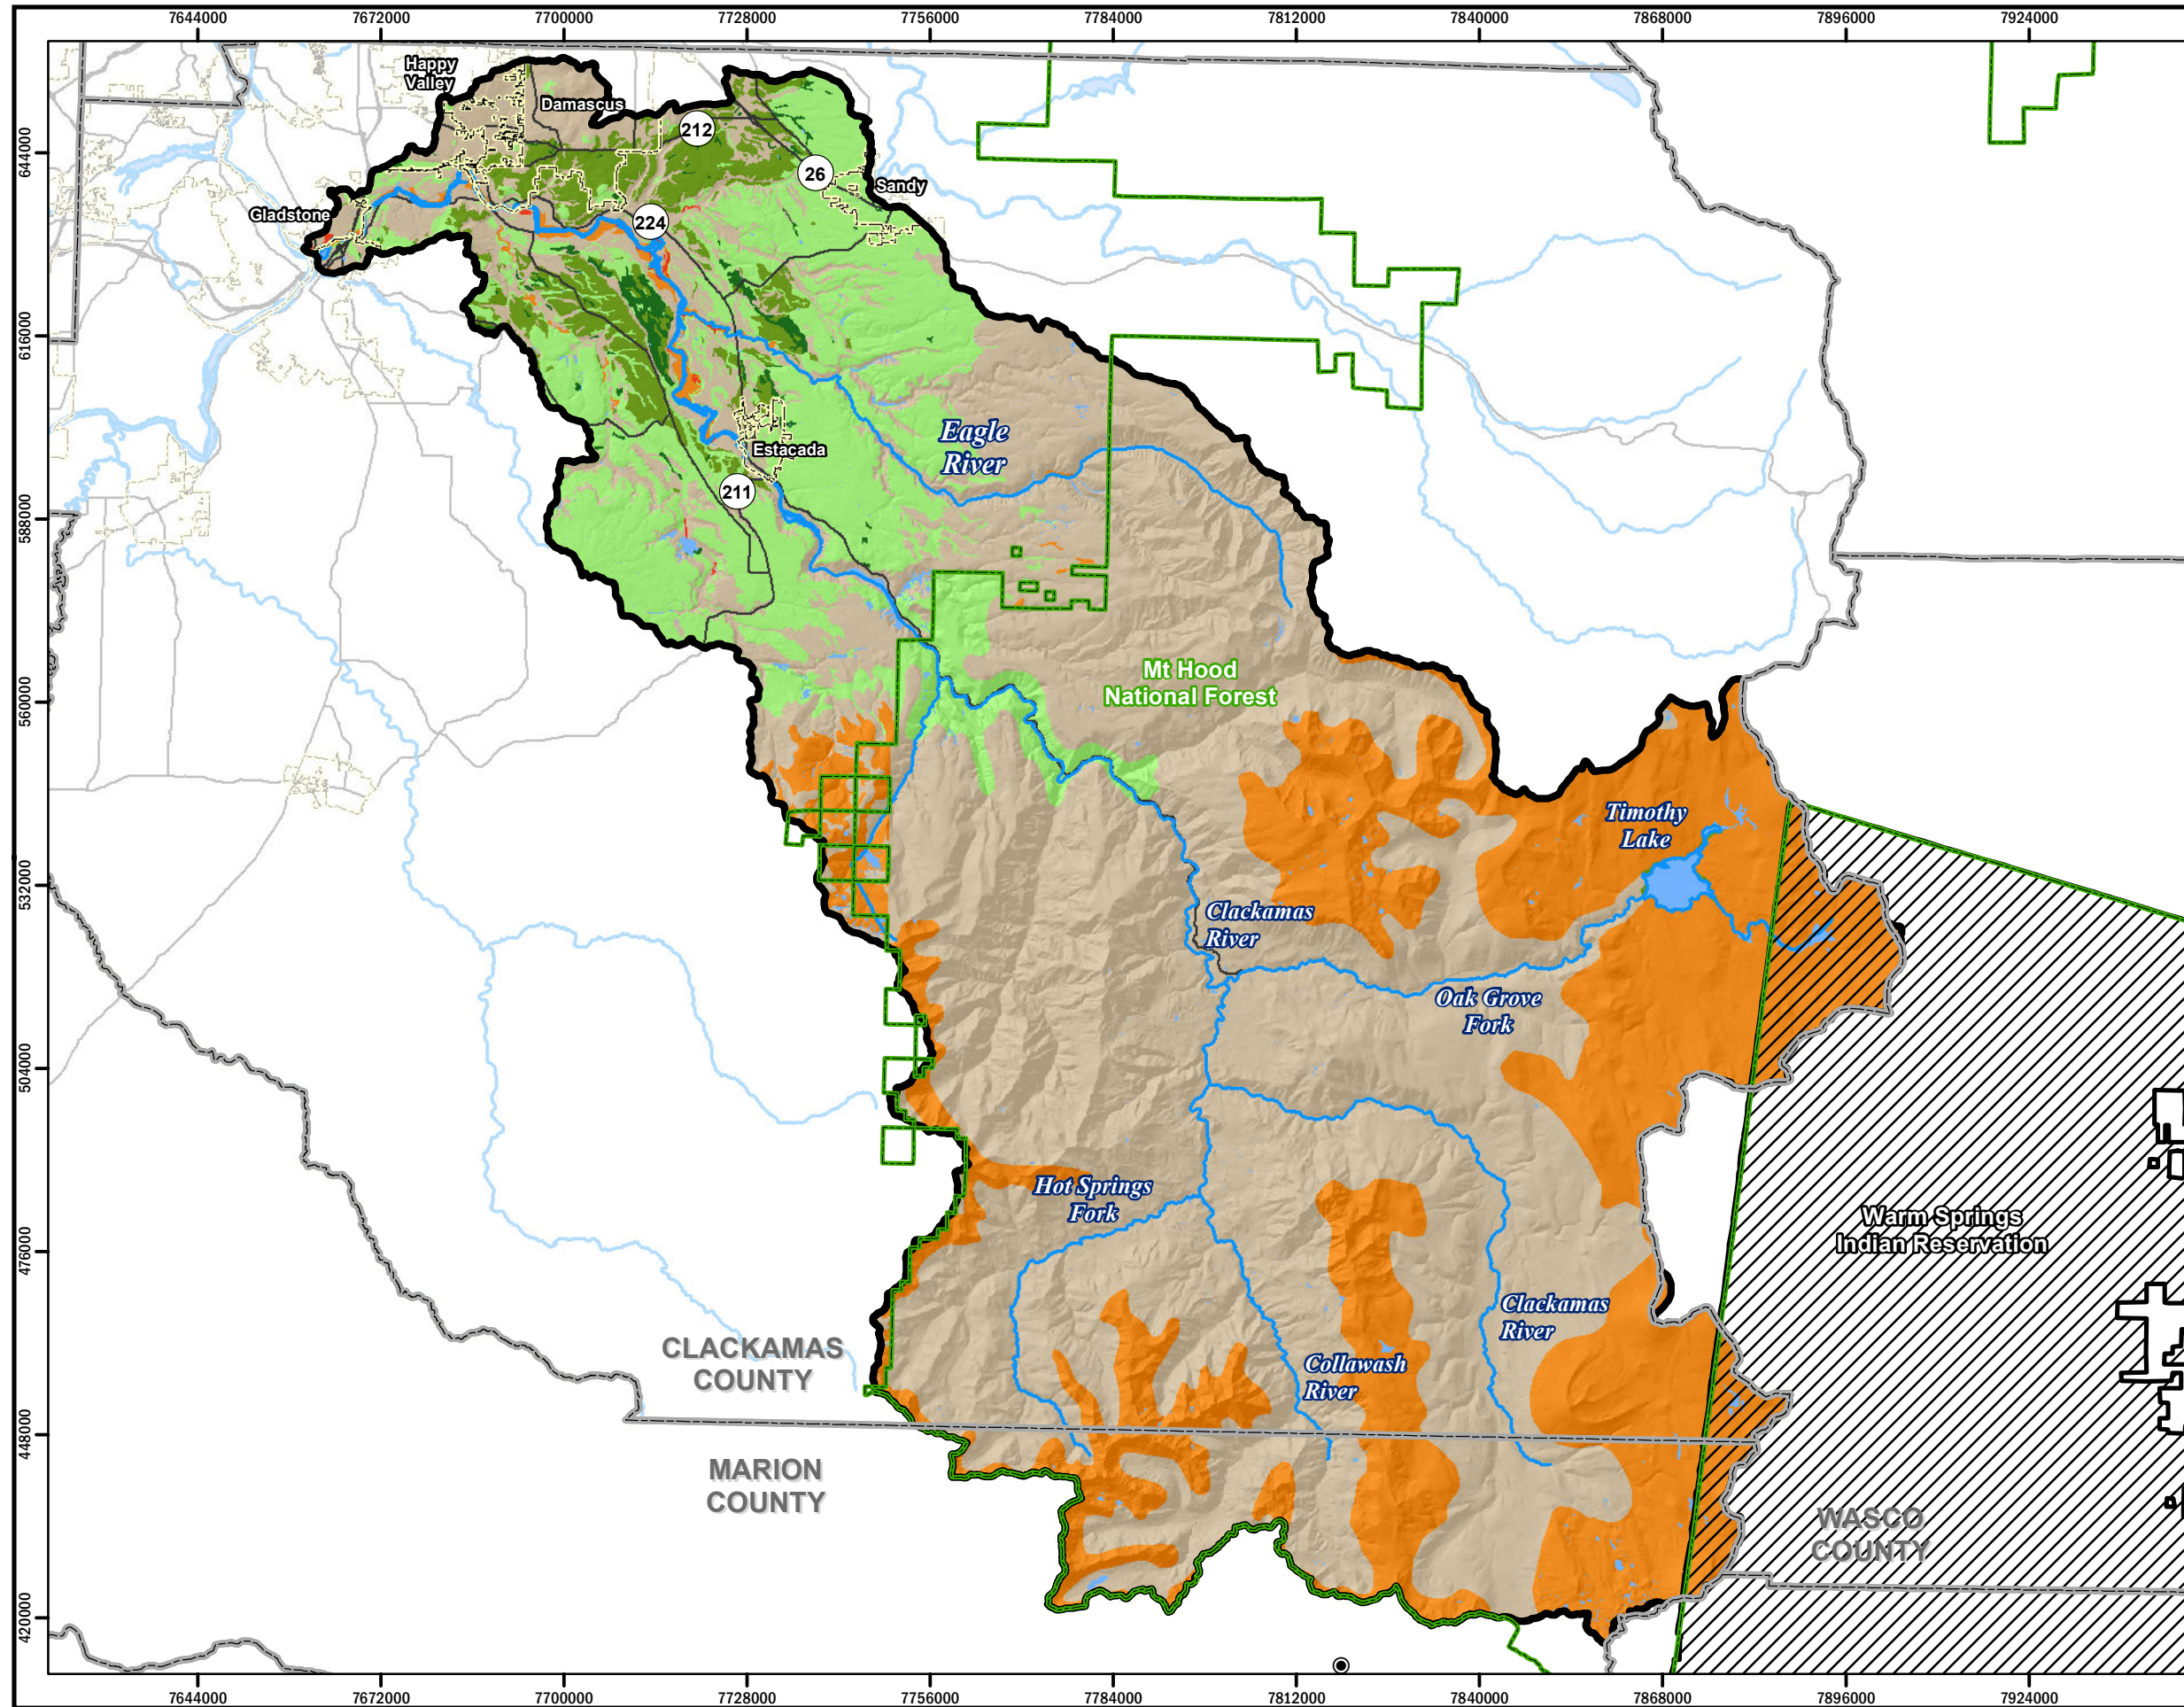 7644000 7672000 7700000 7728000 7756000 7784000 7812000 7840000 7868000 7896000 7924000
Happy
Valley
Damascus
212
644000
26
Sandy
Gladstone
224
616000
Eagle
River
Estacada
211
588000
Mt Hood
National Forest
560000
Timothy
Lake
532000
Clackamas
River
Oak Grove
Fork
504000
Hot Springs
Fork
Warm Springs
Indian Reservation
476000
Clackamas
River
CLACKAMAS
COUNTY
Collawash
River
448000
MARION
COUNTY
WASCO
COUNTY
420000
7644000 7672000 7700000 7728000 7756000 7784000 7812000 7840000 7868000 7896000 7924000